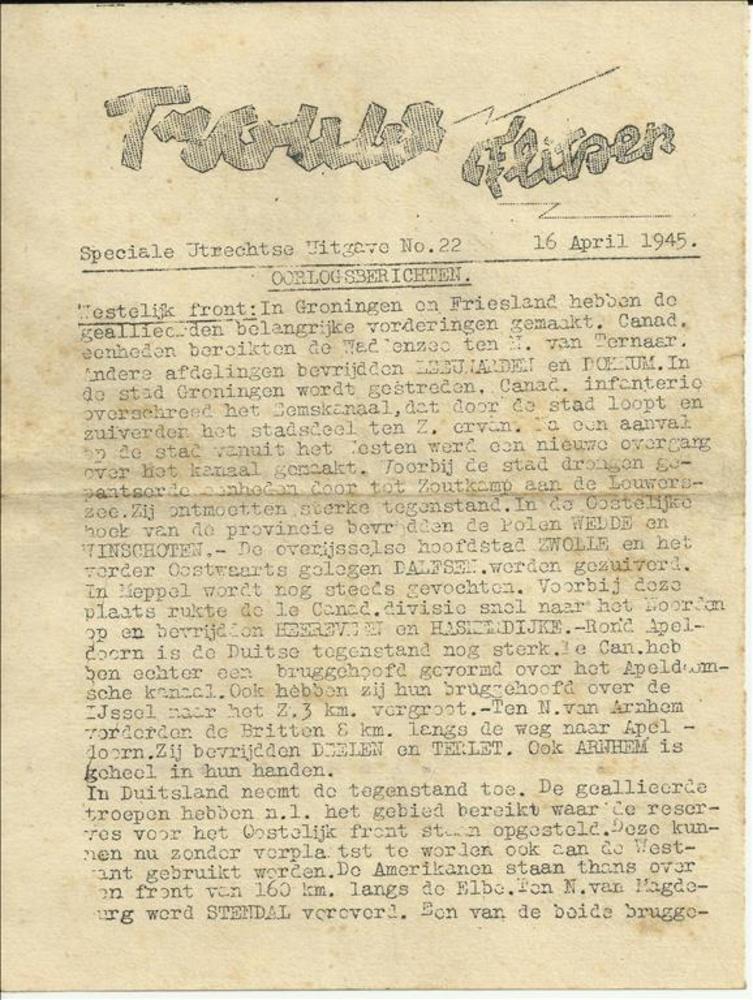 Trouw Flitsen
Speciale Utrechtse Uitgave No.22 16 April 1945.
OORLOGSBERICHTEN.
Westelijk front: In Groningen en Friesland hebben de
geallieerden belangrijke vorderingen gemaakt. Canad.
eenheden bereikten de Waddenzee ten N. van Ternaar.
Andere afdelingen bevrijdden LEEUWARDEN en DOKKUM. In
de stad Groningen wordt gestreden. Canad. infanterie
overschreed het Eemskanaal, dat door de stad loopt en
zuiverden het stadsdeel ten Z. ervan. Na een aanval
op de stad vanuit het Westen werd een nieuwe overgang
over het kanaal gemaakt. Voorbij de stad drongen ge-
pantserde eenheden door tot Zoutkamp aan de Louwers-
zee. Zij ontmoetten sterke tegenstand. In de Oostelijke
hoek van de provincie bevrijdden de Polen WEDDE en
WINSCHOTEN.- De overijsselse hoofdstad ZWOLLE en het
verder Oostwaarts gelegen DALFSEN werden gezuiverd.
In Meppel wordt nog steeds gevochten. Voorbij deze
plaats rukte de 1e Canad. divisie snel naar het Noorden
op en bevrijdden HEERENVEEN en HASKERDIJKE.-Rond Apel-
doorn is de Duitse tegenstand nog sterk. De Can. heb
ben echter een bruggehoofd gevormd over het Apeldoorn-
sche kanaal. Ook hebben zij hun bruggehoofd over de
IJssel naar het Z. 3 km. vergroot.-Ten N. van Arnhem
vorderden de Britten 8 km. langs de weg naar Apel -
doorn. Zij bevrijdden DEELEN en TERLET. Ook ARNHEM is
geheel in hun handen.
In Duitsland neemt de tegenstand toe. De geallieerde
troepen hebben n.l. het gebied bereikt waar de reser-
ves voor het Oostelijk front staan opgesteld. Deze kun-
nen nu zonder verplaatst te worden ook aan de West-
kant gebruikt worden. De Amerikanen staan thans over
een front van 160 km. langs de Elbe. Ten N. van Magde-
burg werd STENDAL veroverd. Een van de beide brugge-